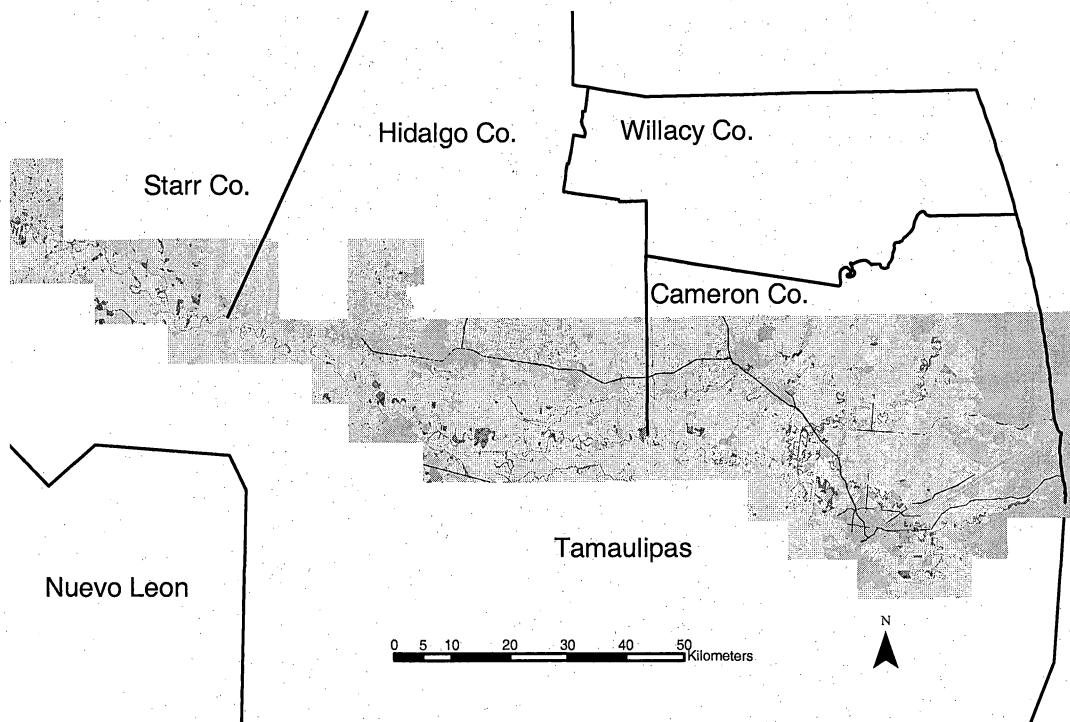 Hidalgo Co.
Willacy Co.
Starr Co.
Cameron Co.
Tamaulipas
Nuevo Leon
N
0 5 10 20 30 40 50
Kilometers